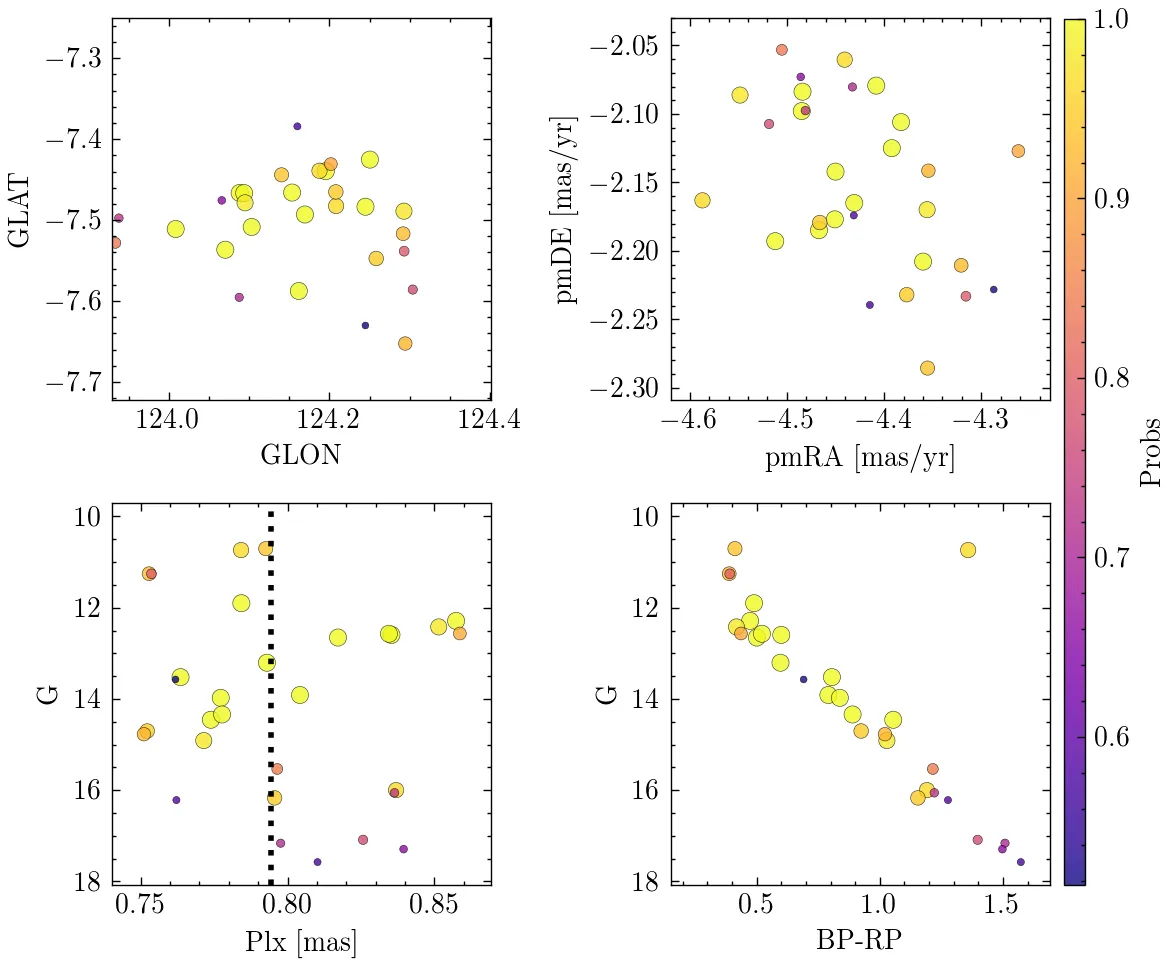 −7.3
−7.4
−7.5
−7.6
−7.7
GLAT
124.0 124.2 124.4
GLON
−2.05
−2.10
−2.15
−2.20
−2.25
−2.30
pmDE [mas/yr]
−4.6 −4.5 −4.4 −4.3
pmRA [mas/yr]
10
12
14
16
18
G
0.75 0.80 0.85
Plx [mas]
10
12
14
16
18
G
0.5 1.0 1.5
BP-RP
1.0
0.9
0.8
0.7
0.6
Probs